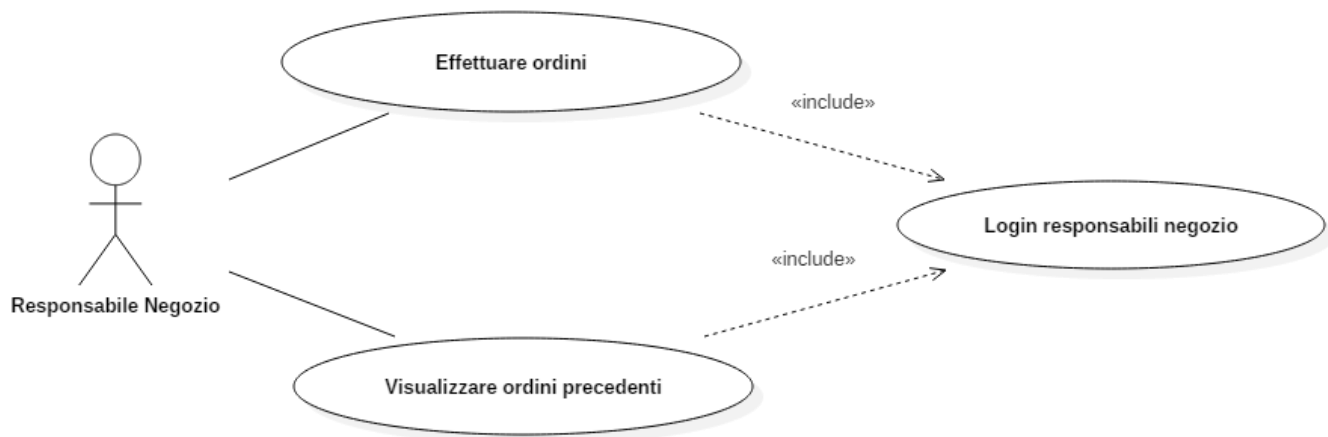 Effettuare ordini
«include»
Login responsabili negozio
«include»
Responsabile Negozio
Visualizzare ordini precedenti